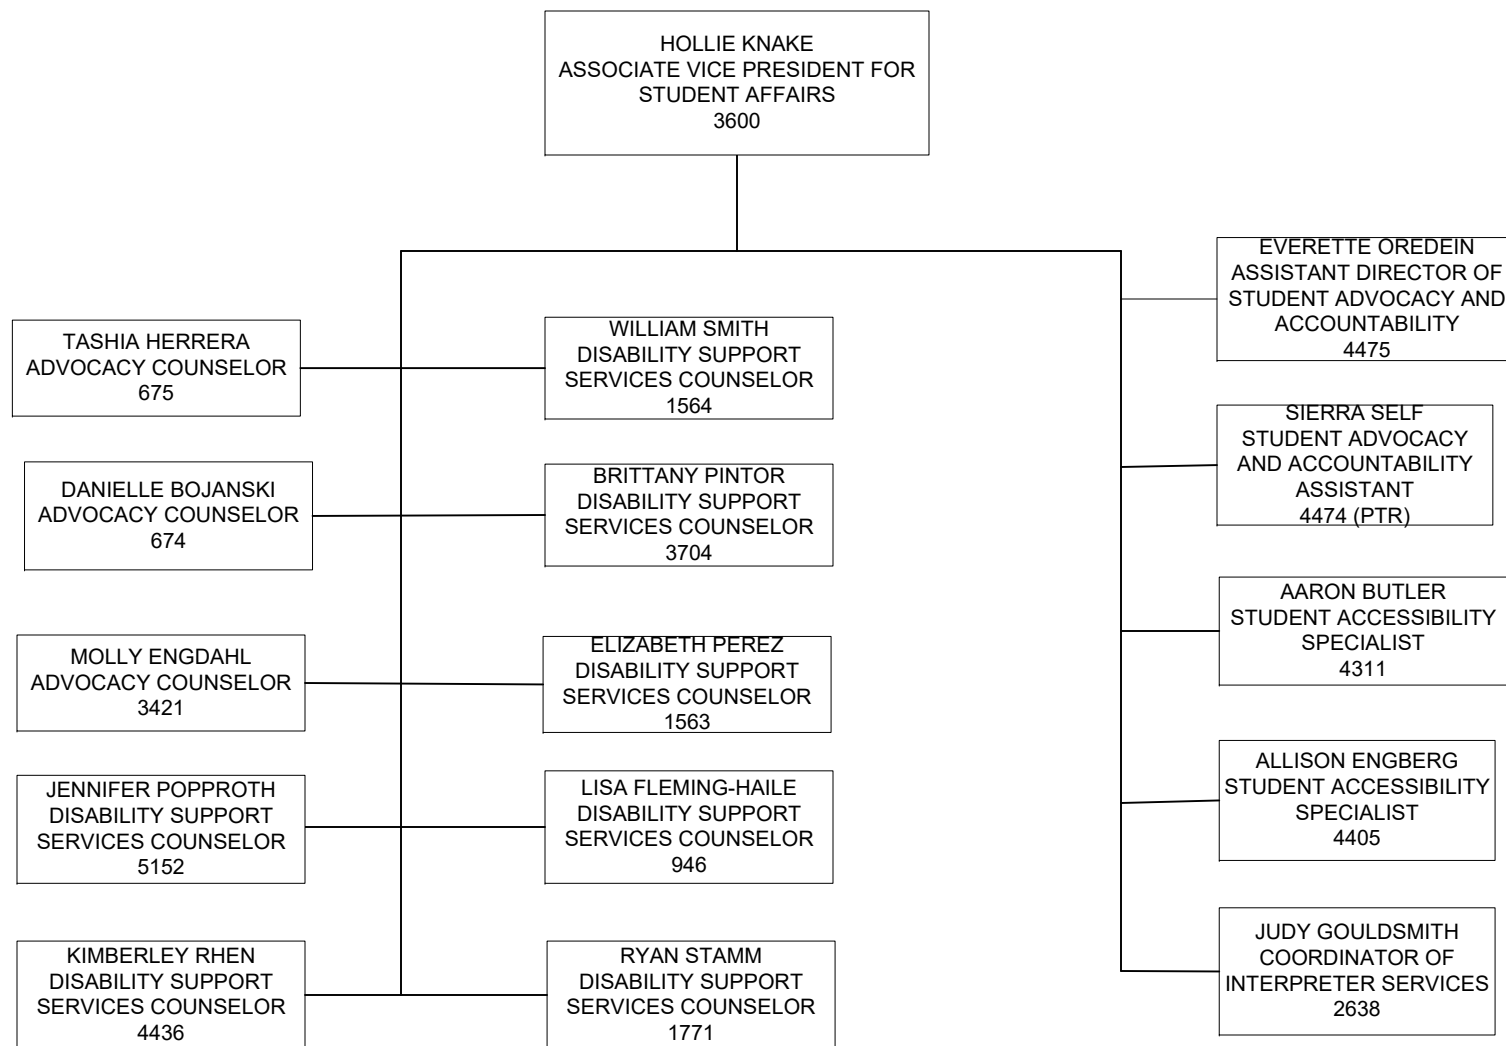 HOLLIE KNAKE
ASSOCIATE VICE PRESIDENT FOR
STUDENT AFFAIRS
3600
TASHIA HERRERA
ADVOCACY COUNSELOR
675
WILLIAM SMITH
DISABILITY SUPPORT
SERVICES COUNSELOR
1564
EVERETTE OREDEIN
ASSISTANT DIRECTOR OF
STUDENT ADVOCACY AND
ACCOUNTABILITY
4475
DANIELLE BOJANSKI
ADVOCACY COUNSELOR
674
BRITTANY PINTOR
DISABILITY SUPPORT
SERVICES COUNSELOR
3704
SIERRA SELF
STUDENT ADVOCACY
AND ACCOUNTABILITY
ASSISTANT
4474 (PTR)
MOLLY ENGDAHL
ADVOCACY COUNSELOR
3421
ELIZABETH PEREZ
DISABILITY SUPPORT
SERVICES COUNSELOR
1563
AARON BUTLER
STUDENT ACCESSIBILITY
SPECIALIST
4311
JENNIFER POPPROTH
DISABILITY SUPPORT
SERVICES COUNSELOR
5152
LISA FLEMING-HAILE
DISABILITY SUPPORT
SERVICES COUNSELOR
946
ALLISON ENGBERG
STUDENT ACCESSIBILITY
SPECIALIST
4405
KIMBERLEY RHEN
DISABILITY SUPPORT
SERVICES COUNSELOR
4436
RYAN STAMM
DISABILITY SUPPORT
SERVICES COUNSELOR
1771
JUDY GOULDSMITH
COORDINATOR OF
INTERPRETER SERVICES
2638